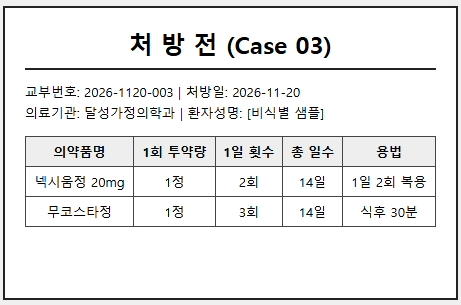 처 방 전 (Case 03)
교부번호: 2026-1120-003 | 처방일: 2026-11-20
의료기관: 달성가정의학과 | 환자성명: [비식별 샘플]
의약품명 1회 투약량 1일 횟수 총 일수 용법
넥시움정 20mg 1정 2회 14일 1일 2회 복용
무코스타정 1정 3회 14일 식후 30분